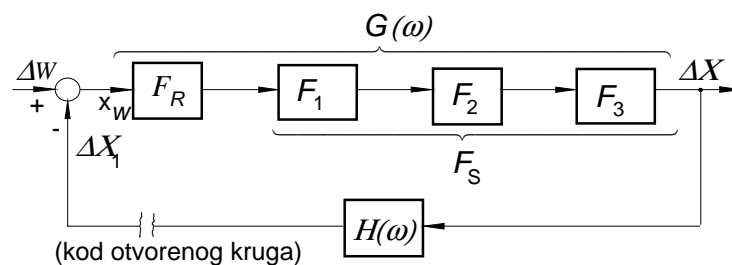 G(ω)
ΔW
+
-
x_W
F_R
F_1
F_2
F_3
ΔX
F_S
ΔX_1
H(ω)
(kod otvorenog kruga)